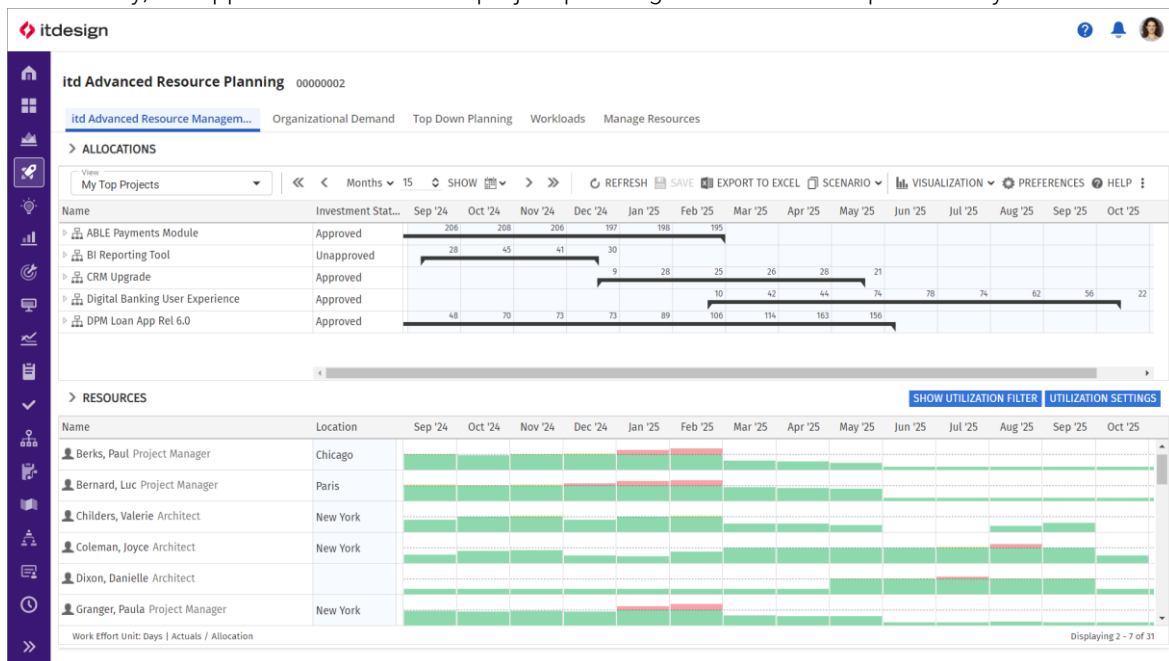 itdesign
itd Advanced Resource Planning 00000002
itd Advanced Resource Managem... Organizational Demand Top Down Planning Workloads Manage Resources
ALLOCATIONS
View
My Top Projects Months 15 SHOW REFRESH SAVE EXPORT TO EXCEL SCENARIO VISUALIZATION PREFERENCES HELP
Name Investment Stat... Sep '24 Oct '24 Nov '24 Dec '24 Jan '25 Feb '25 Mar '25 Apr '25 May '25 Jun '25 Jul '25 Aug '25 Sep '25 Oct '25
ABLE Payments Module Approved 206 208 206 197 198 195
BI Reporting Tool Unapproved 28 45 41 30
CRM Upgrade Approved 9 28 25 26 28 21
Digital Banking User Experience Approved 10 42 44 74 78 74 62 56 22
DPM Loan App Rel 6.0 Approved 48 70 73 73 89 106 114 163 156
RESOURCES SHOW UTILIZATION FILTER UTILIZATION SETTINGS
Name Location Sep '24 Oct '24 Nov '24 Dec '24 Jan '25 Feb '25 Mar '25 Apr '25 May '25 Jun '25 Jul '25 Aug '25 Sep '25 Oct '25
Berks, Paul Project Manager Chicago
Bernard, Luc Project Manager Paris
Childers, Valerie Architect New York
Coleman, Joyce Architect New York
Dixon, Danielle Architect
Granger, Paula Project Manager New York
Work Effort Unit: Days | Actuals / Allocation Displaying 2 - 7 of 31